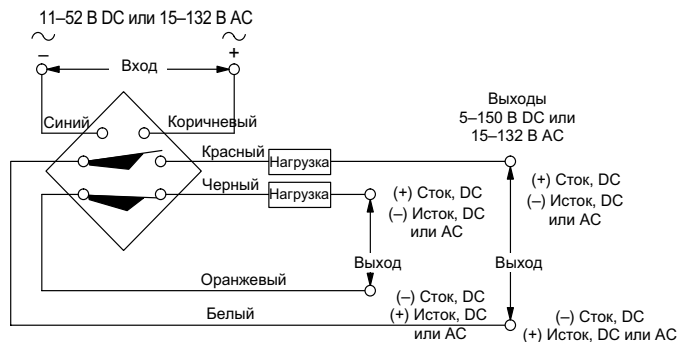 11–52 В DC или 15–132 В AC
– +
Вход
Синий
Коричневый
Выходы
5–150 В DC или
15–132 В AC
Красный
Нагрузка
Черный
Нагрузка
(+) Сток, DC
(–) Исток, DC
или AC
(+) Сток, DC
(–) Исток, DC
или AC
Выход
Выход
Оранжевый
(–) Сток, DC
(+) Исток, DC
или AC
Белый
(–) Сток, DC
(+) Исток, DC или AC